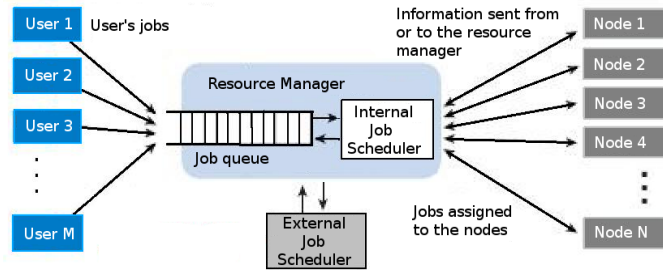 User 1
User's jobs
User 2
User 3
User M
Resource Manager
Job queue
Internal
Job
Scheduler
External
Job
Scheduler
Information sent from
or to the resource
manager
Jobs assigned
to the nodes
Node 1
Node 2
Node 3
Node 4
Node N